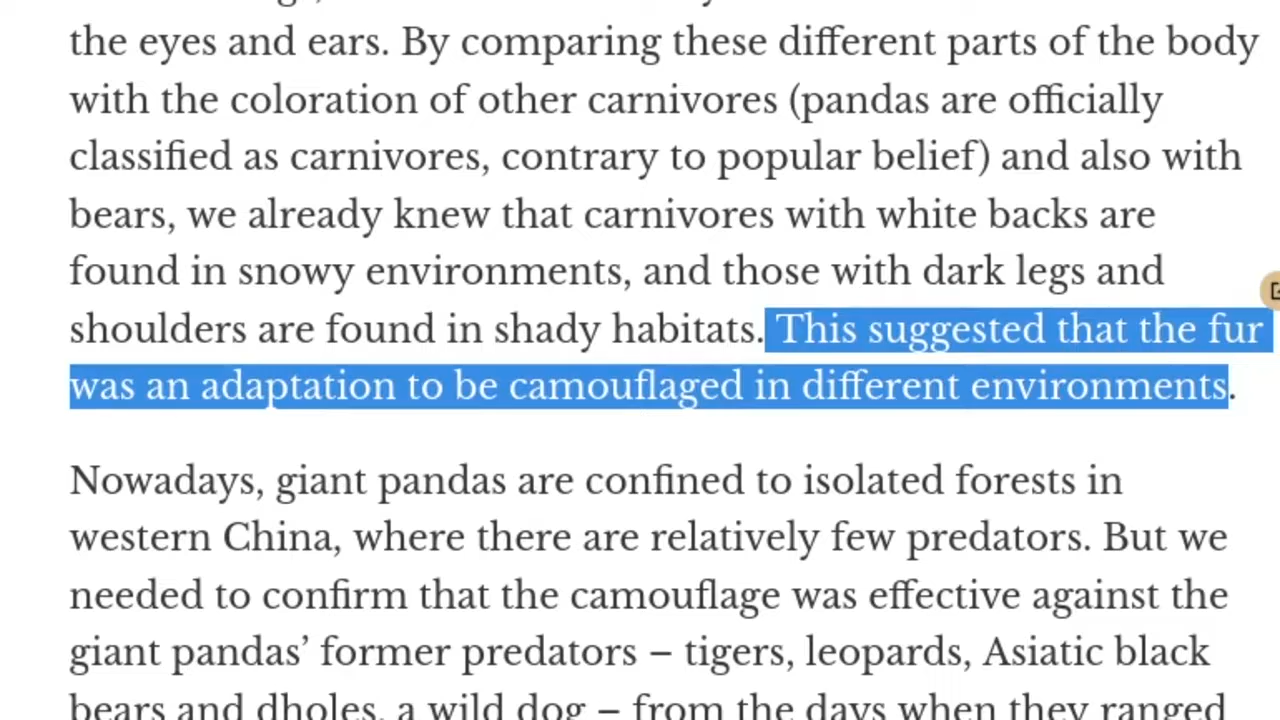 the eyes and ears. By comparing these different parts of the body
with the coloration of other carnivores (pandas are officially
classified as carnivores, contrary to popular belief) and also with
bears, we already knew that carnivores with white backs are
found in snowy environments, and those with dark legs and
shoulders are found in shady habitats. This suggested that the fur
was an adaptation to be camouflaged in different environments.
Nowadays, giant pandas are confined to isolated forests in
western China, where there are relatively few predators. But we
needed to confirm that the camouflage was effective against the
giant pandas’ former predators – tigers, leopards, Asiatic black
bears and dholes, a wild dog – from the days when they ranged